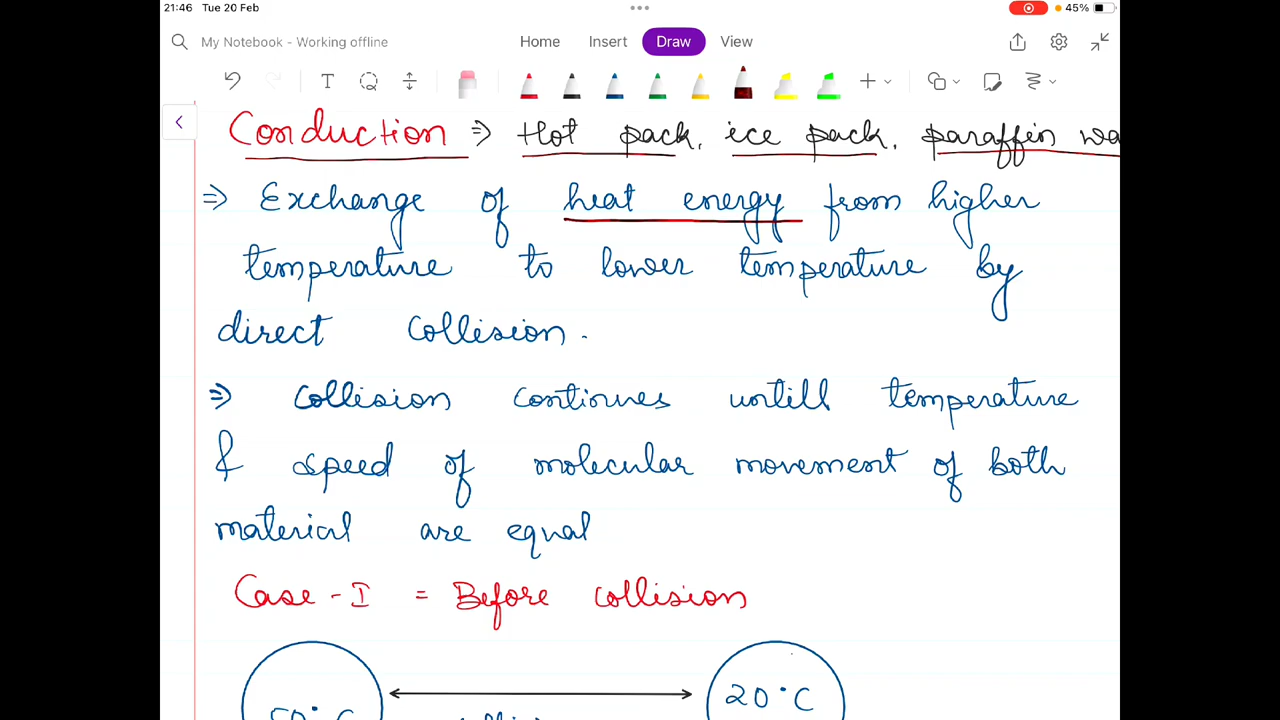 21:46 Tue 20 Feb
45%
My Notebook - Working offline
Home Insert Draw View
T
Conduction ⇒ Hot pack, ice pack, paraffin wa
⇒ Exchange of heat energy from higher
temperature to lower temperature by
direct collision.
⇒ collision continues untill temperature
& speed of molecular movement of both
material are equal
Case - I = Before collision
50°C 20°C